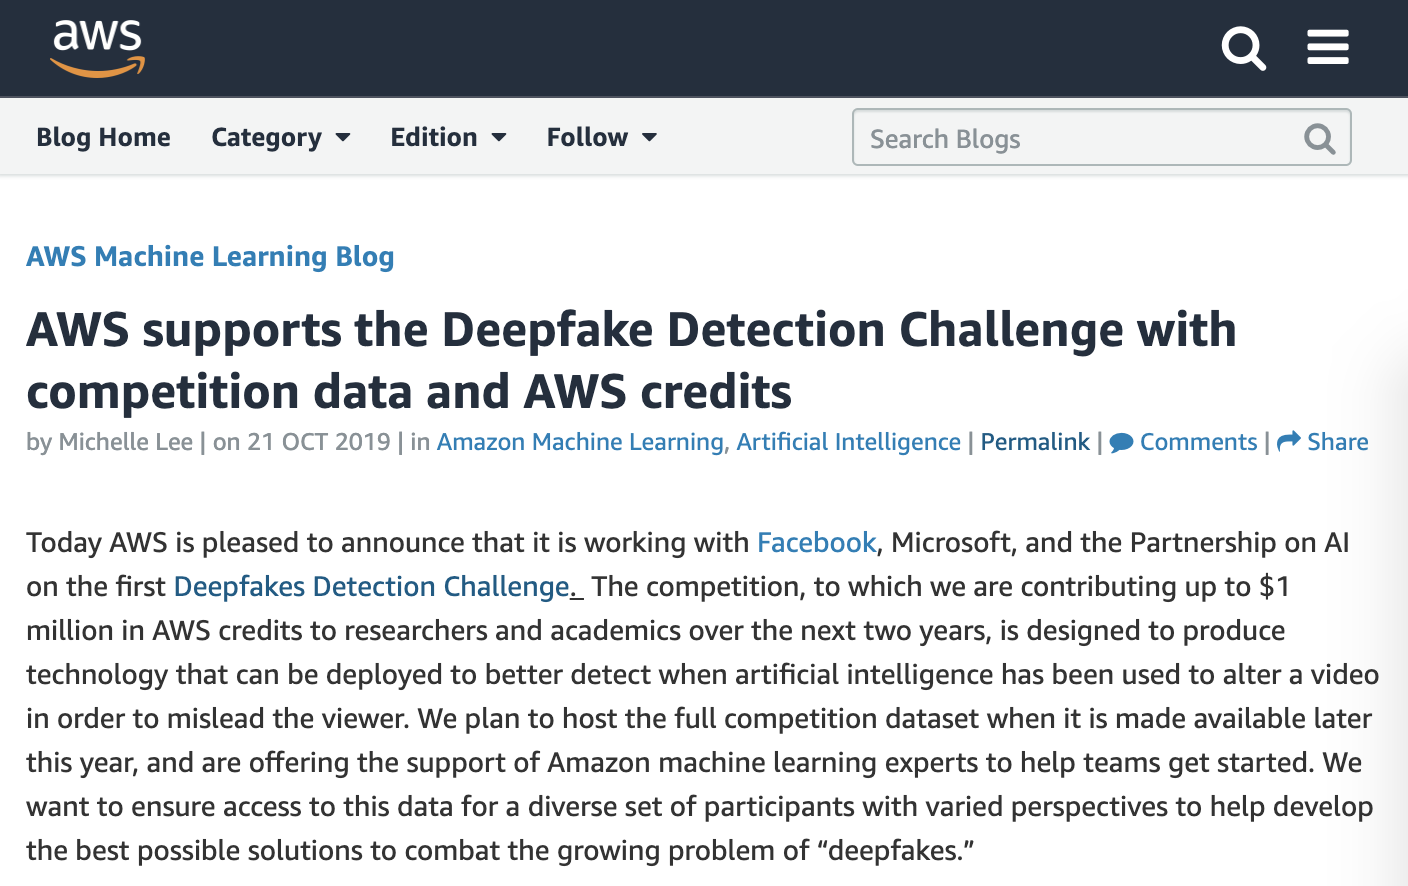 aws
Blog Home Category Edition Follow Search Blogs
AWS Machine Learning Blog
AWS supports the Deepfake Detection Challenge with
competition data and AWS credits
by Michelle Lee | on 21 OCT 2019 | in Amazon Machine Learning, Artificial Intelligence | Permalink | Comments | Share
Today AWS is pleased to announce that it is working with Facebook, Microsoft, and the Partnership on AI
on the first Deepfakes Detection Challenge. The competition, to which we are contributing up to $1
million in AWS credits to researchers and academics over the next two years, is designed to produce
technology that can be deployed to better detect when artificial intelligence has been used to alter a video
in order to mislead the viewer. We plan to host the full competition dataset when it is made available later
this year, and are offering the support of Amazon machine learning experts to help teams get started. We
want to ensure access to this data for a diverse set of participants with varied perspectives to help develop
the best possible solutions to combat the growing problem of “deepfakes.”